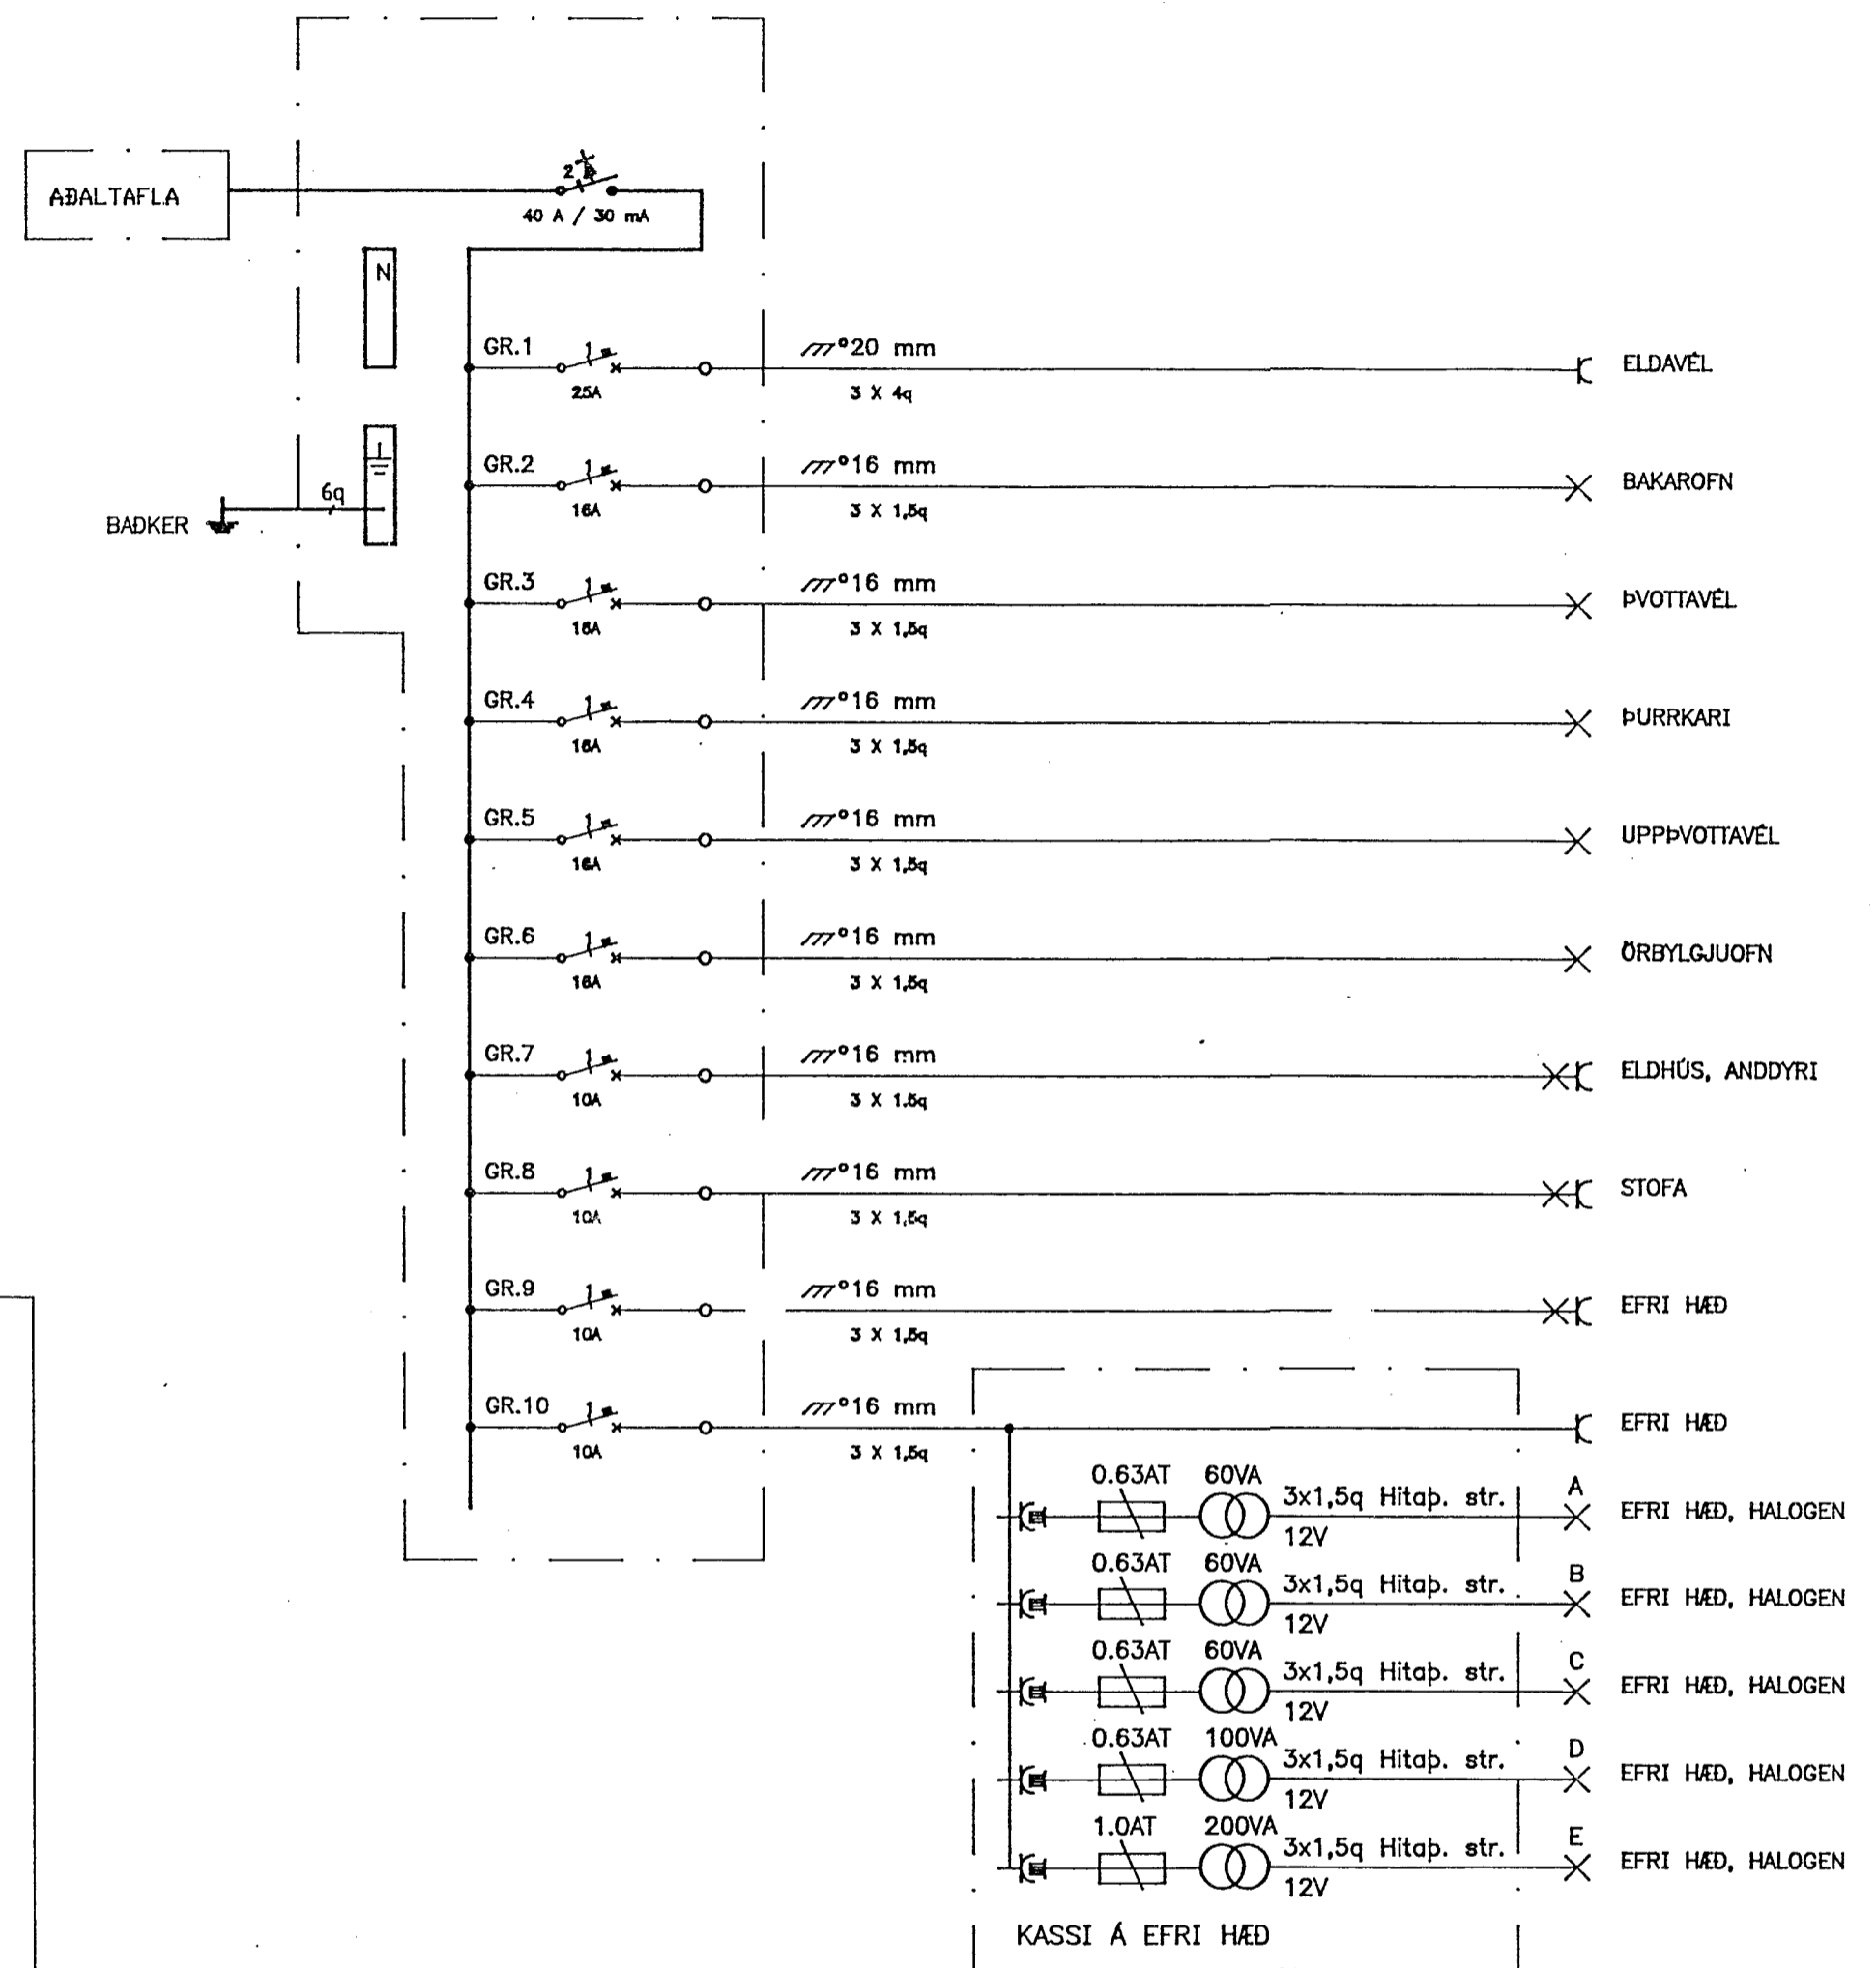 AÐALTAFLA
2
40 A / 30 mA
N
6q
BAÐKER
GR.1
25A
20 mm
3 X 4q
ELDAVÉL
GR.2
16A
16 mm
3 X 1,5q
BAKAROFN
GR.3
16A
16 mm
3 X 1,5q
ÞVOTTAVÉL
GR.4
16A
16 mm
3 X 1,5q
ÞURRKARI
GR.5
16A
16 mm
3 X 1,5q
UPPÞVOTTAVÉL
GR.6
16A
16 mm
3 X 1,5q
ÖRBYLGJUOFN
GR.7
10A
16 mm
3 X 1.5q
ELDHÚS, ANDDYRI
GR.8
10A
16 mm
3 X 1,5q
STOFA
GR.9
10A
16 mm
3 X 1,5q
EFRI HÆÐ
GR.10
10A
16 mm
3 X 1,5q
EFRI HÆÐ
0.63AT 60VA 3x1,5q Hitaþ. str. A
12V
EFRI HÆÐ, HALOGEN
0.63AT 60VA 3x1,5q Hitaþ. str. B
12V
EFRI HÆÐ, HALOGEN
0.63AT 60VA 3x1,5q Hitaþ. str. C
12V
EFRI HÆÐ, HALOGEN
0.63AT 100VA 3x1,5q Hitaþ. str. D
12V
EFRI HÆÐ, HALOGEN
1.0AT 200VA 3x1,5q Hitaþ. str. E
12V
EFRI HÆÐ, HALOGEN
KASSI Á EFRI HÆÐ